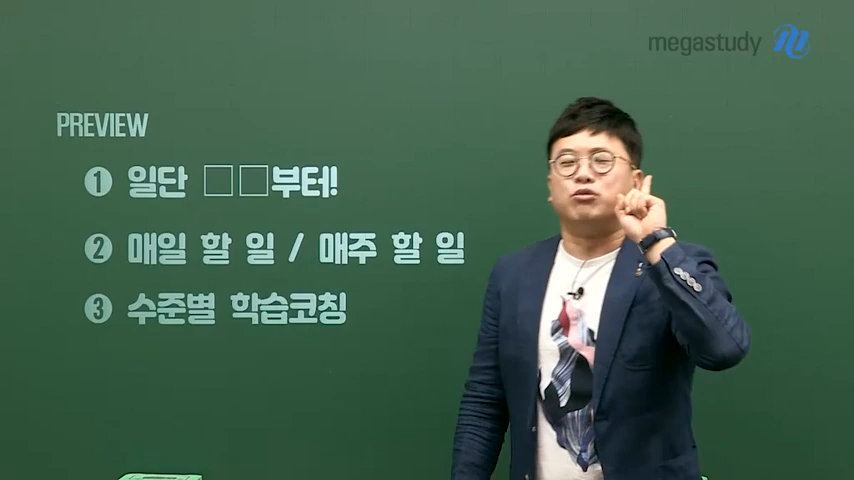 megastudy
PREVIEW
① 일단 □□부터!
② 매일 할 일 / 매주 할 일
③ 수준별 학습코칭